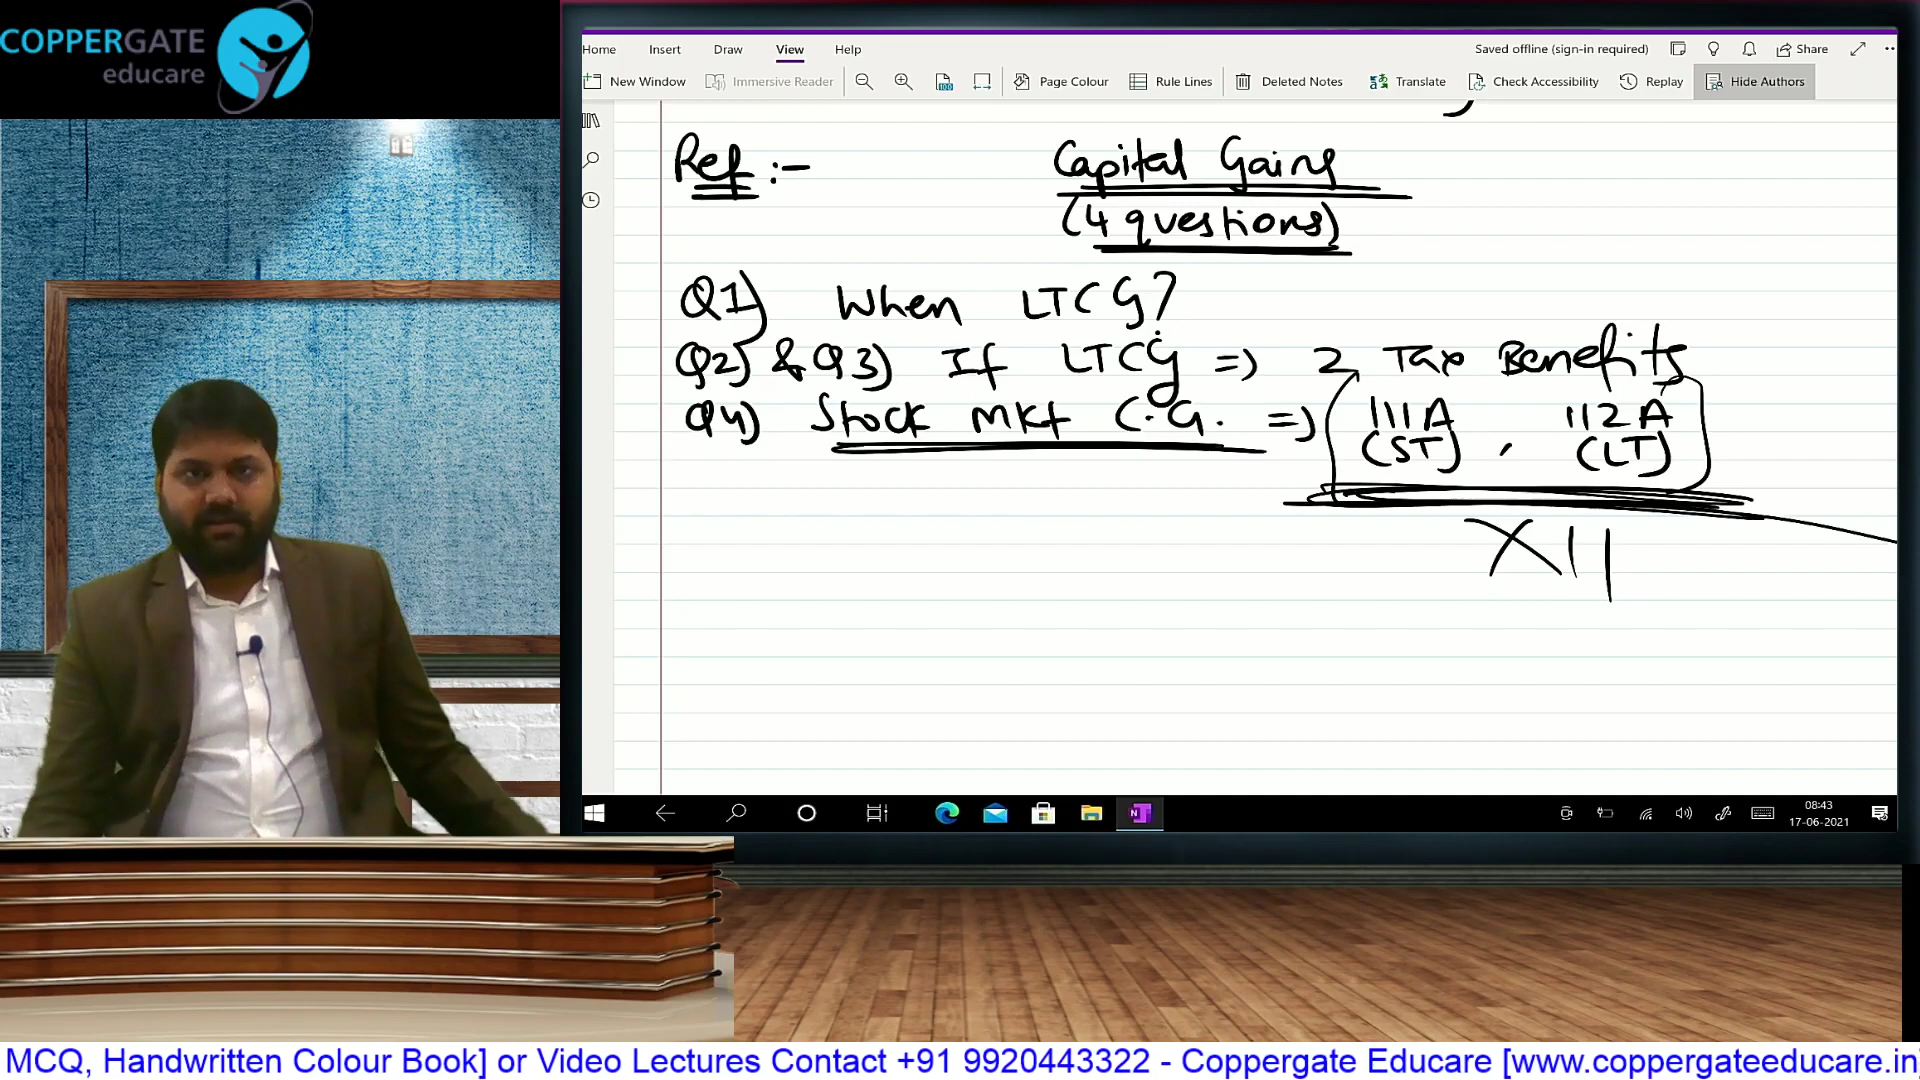 COPPERGATE
educare
Home Insert Draw View Help Saved offline (sign-in required) Share
New Window Immersive Reader 100 Page Colour Rule Lines Deleted Notes Translate Check Accessibility Replay Hide Authors
Ref :- Capital Gains
(4 questions)
Q1) When LTCG?
Q2) & Q3) If LTCG => 2 Tax Benefits
Q4) Stock Mkt C.G. => 111A 112A
(ST) , (LT)
XII
08:43
17-06-2021
MCQ, Handwritten Colour Book] or Video Lectures Contact +91 9920443322 - Coppergate Educare [www.coppergateeducare.in